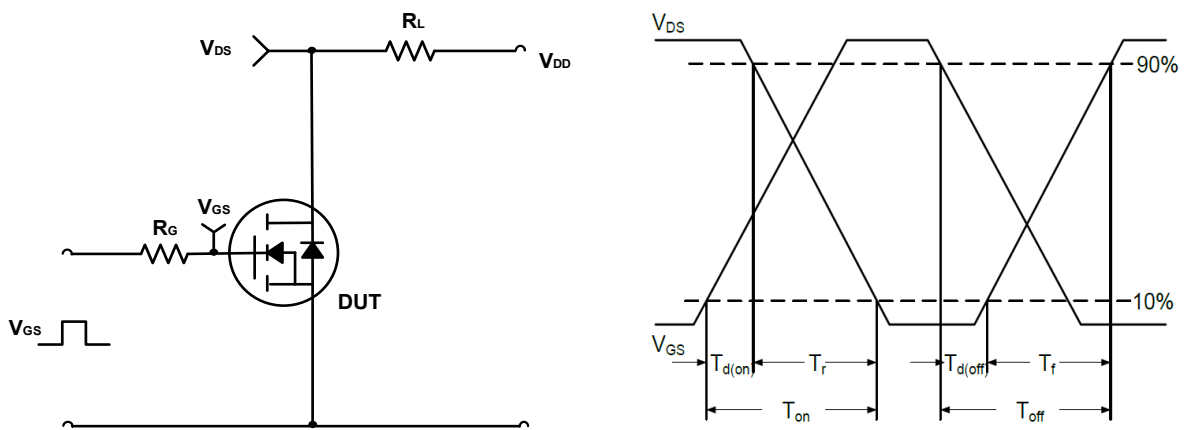 RL
VDS
VDD
VGS
RG
DUT
VGS
VDS
90%
10%
VGS
Td(on)
Tr
Td(off)
Tf
Ton
Toff